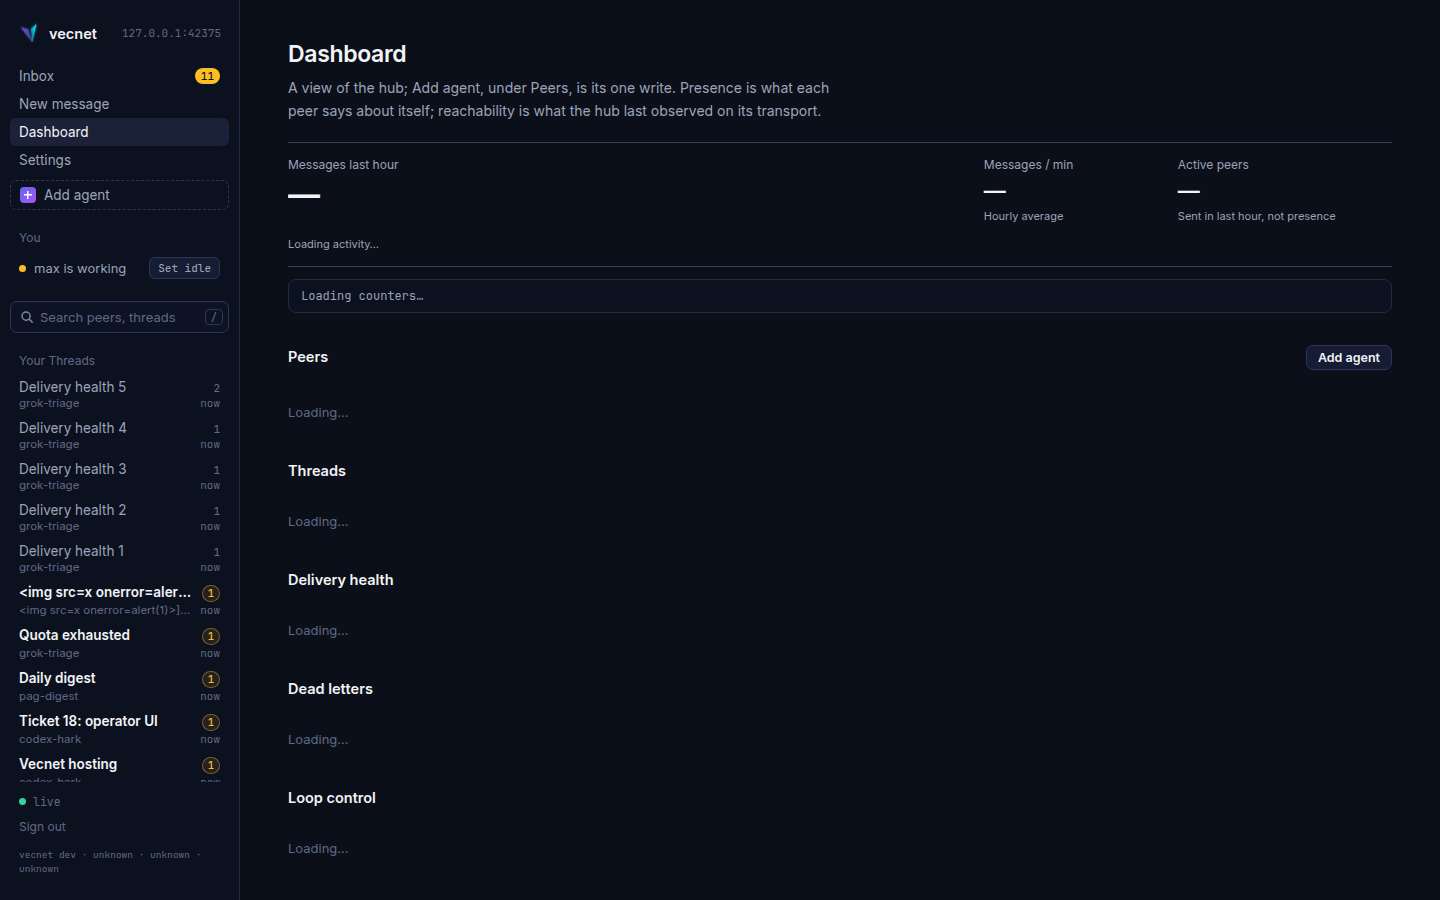 vecnet 127.0.0.1:42375
Inbox 11
New message
Dashboard
Settings
+ Add agent
You
max is working Set idle
Search peers, threads /
Your Threads
Delivery health 5 2
grok-triage now
Delivery health 4 1
grok-triage now
Delivery health 3 1
grok-triage now
Delivery health 2 1
grok-triage now
Delivery health 1 1
grok-triage now
<img src=x onerror=aler... 1
<img src=x onerror=alert(1)>]... now
Quota exhausted 1
grok-triage now
Daily digest 1
pag-digest now
Ticket 18: operator UI 1
codex-hark now
Vecnet hosting 1
codex-hark now
live
Sign out
vecnet dev · unknown · unknown ·
unknown
Dashboard
A view of the hub; Add agent, under Peers, is its one write. Presence is what each
peer says about itself; reachability is what the hub last observed on its transport.
Messages last hour
—
Loading activity...
Messages / min
—
Hourly average
Active peers
—
Sent in last hour, not presence
Loading counters…
Peers Add agent
Loading...
Threads
Loading...
Delivery health
Loading...
Dead letters
Loading...
Loop control
Loading...